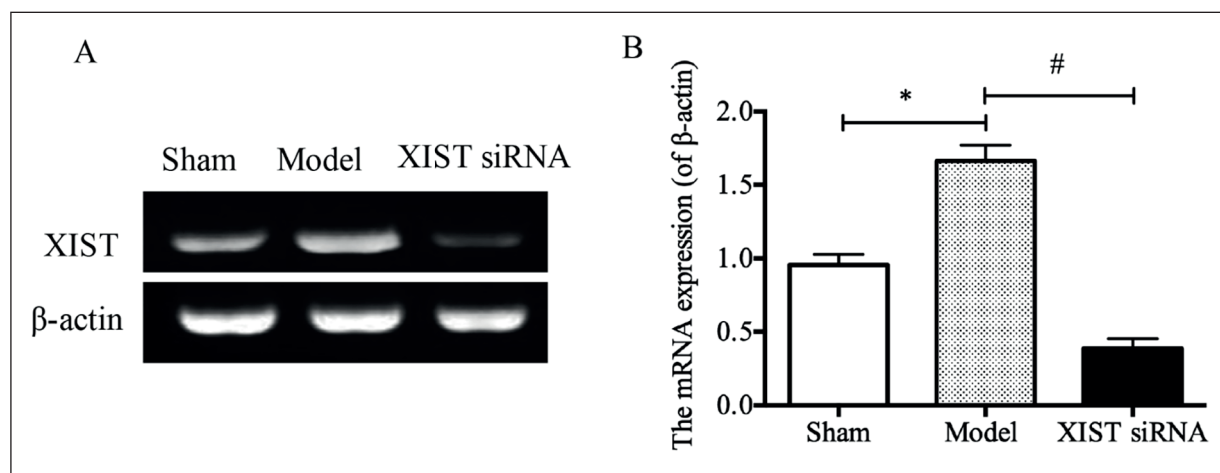 A
Sham Model XIST siRNA
XIST
β-actin
B
The mRNA expression (of β-actin)
* #
2.0
1.5
1.0
0.5
0.0
Sham Model XIST siRNA